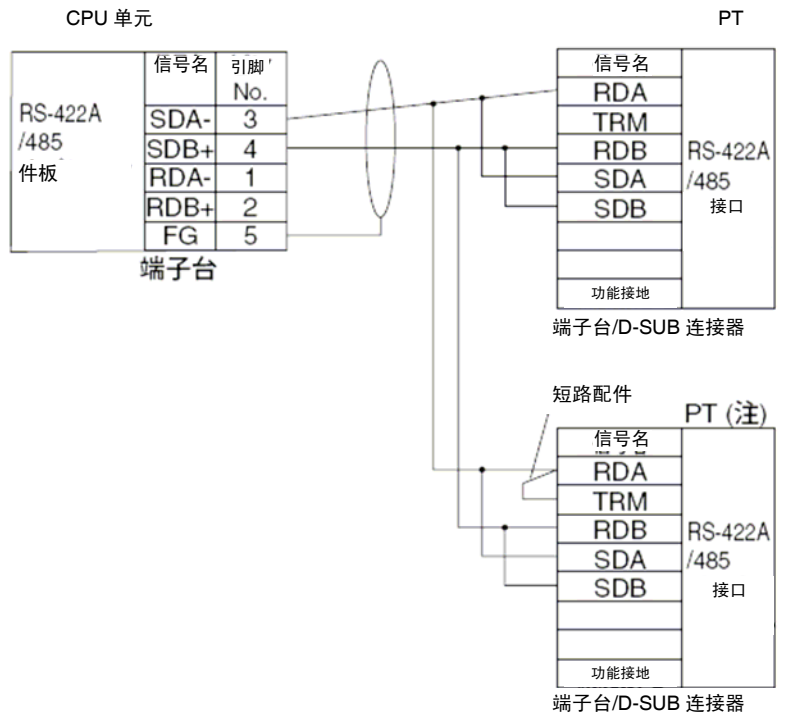 CPU 单元
PT
信号名
引脚
No.
RS-422A
/485
件板
SDA- 3
SDB+ 4
RDA- 1
RDB+ 2
FG 5
端子台
信号名
RDA
TRM
RDB
SDA
SDB
功能接地
RS-422A
/485
接口
端子台/D-SUB 连接器
短路配件
PT (注)
信号名
RDA
TRM
RDB
SDA
SDB
功能接地
RS-422A
/485
接口
端子台/D-SUB 连接器